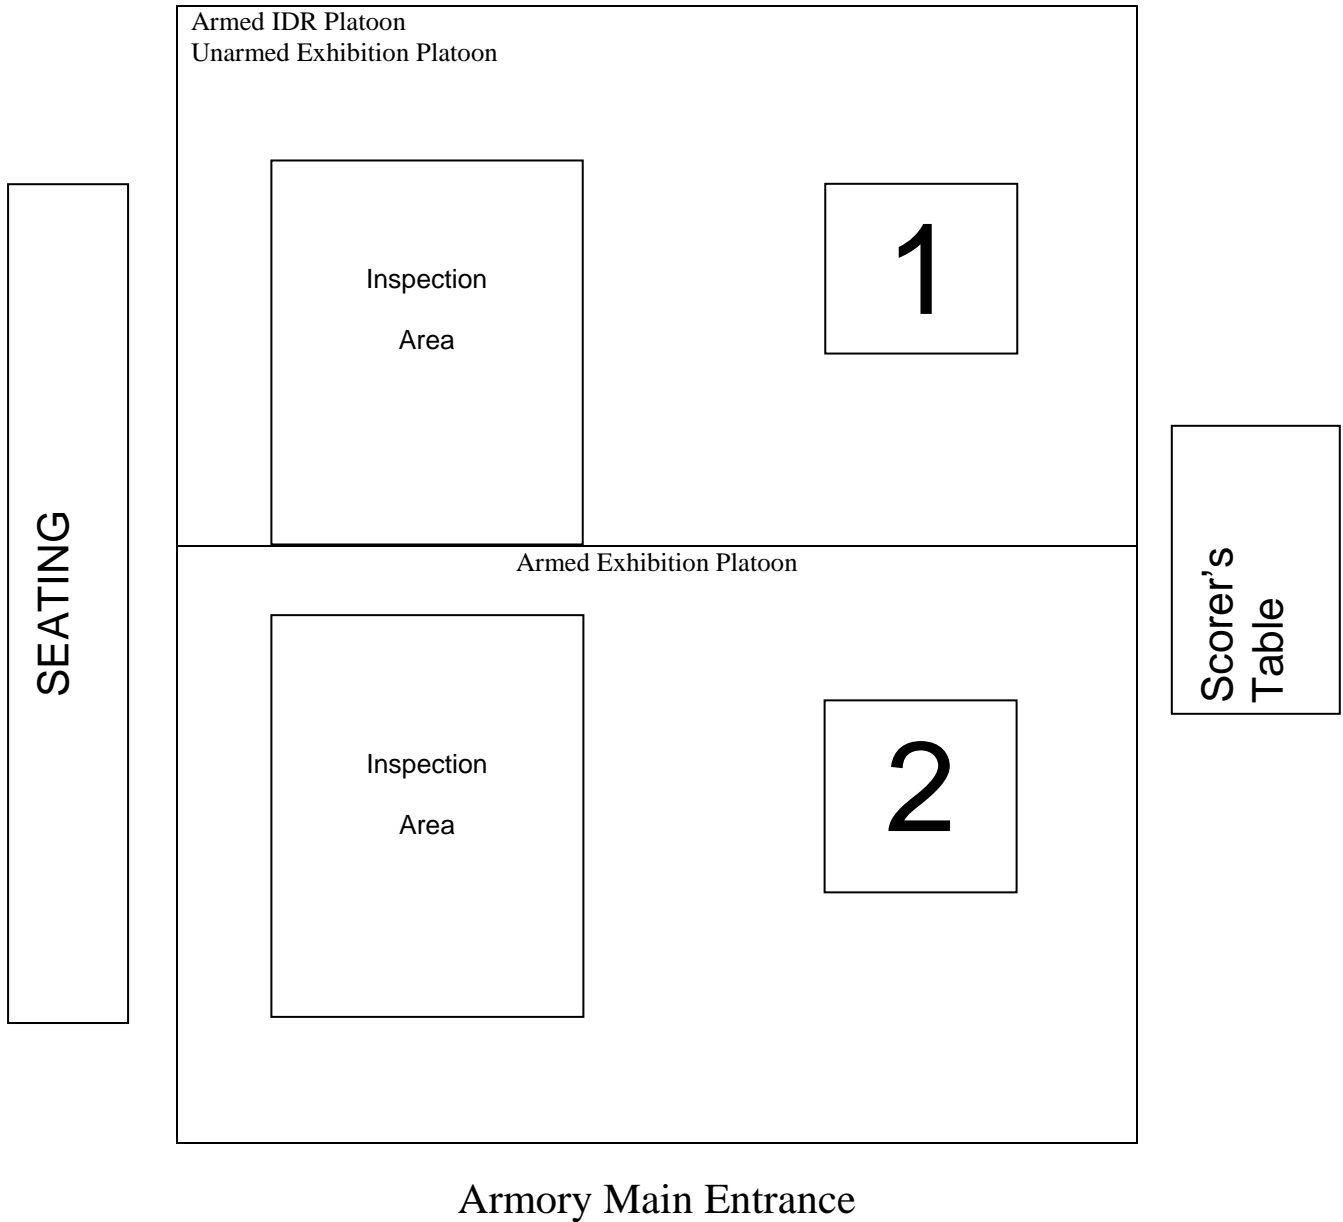 Armed IDR Platoon
Unarmed Exhibition Platoon
Inspection
Area
1
SEATING
Scorer's
Table
Armed Exhibition Platoon
Inspection
Area
2
Armory Main Entrance